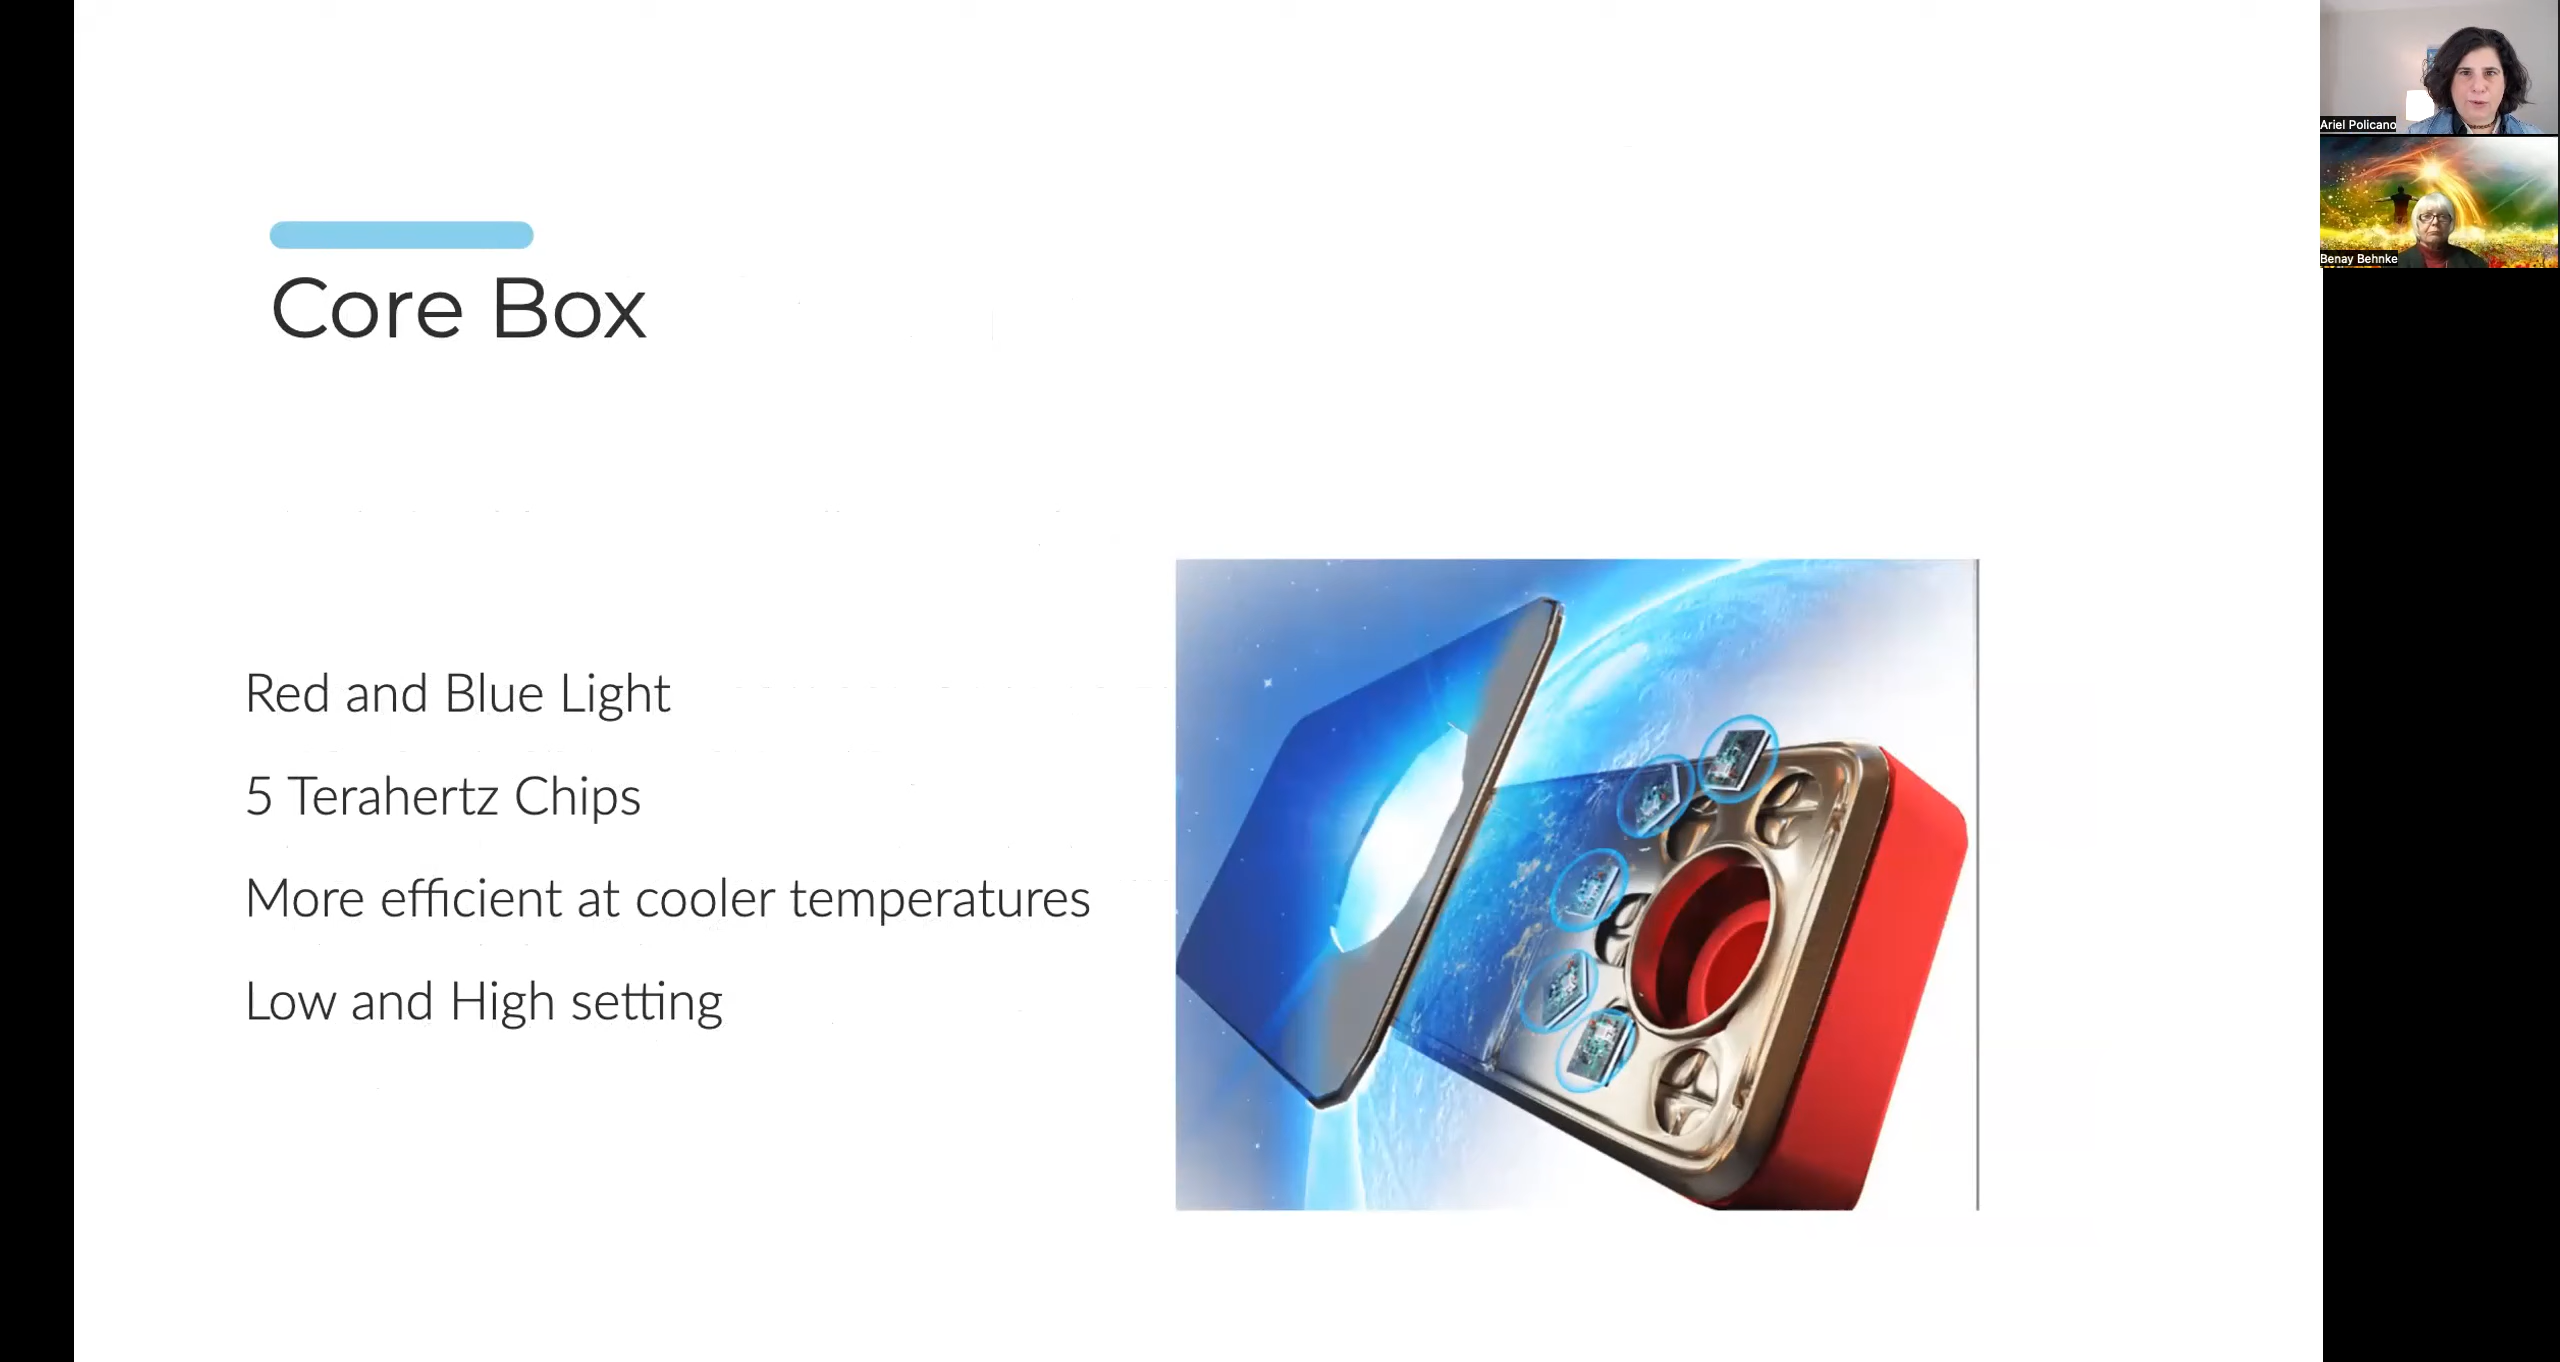 Core Box
Red and Blue Light
5 Terahertz Chips
More efficient at cooler temperatures
Low and High setting
Ariel Policano
Benay Behnke